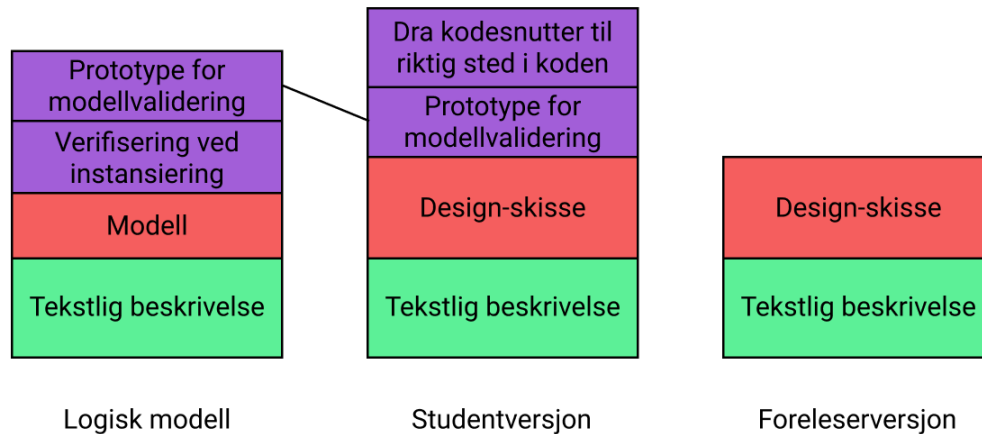 Prototype for
modellvalidering
Verifisering ved
instansiering
Modell
Tekstlig beskrivelse
Logisk modell
Dra kodesnutter til
riktig sted i koden
Prototype for
modellvalidering
Design-skisse
Tekstlig beskrivelse
Studentversjon
Design-skisse
Tekstlig beskrivelse
Foreleserversjon